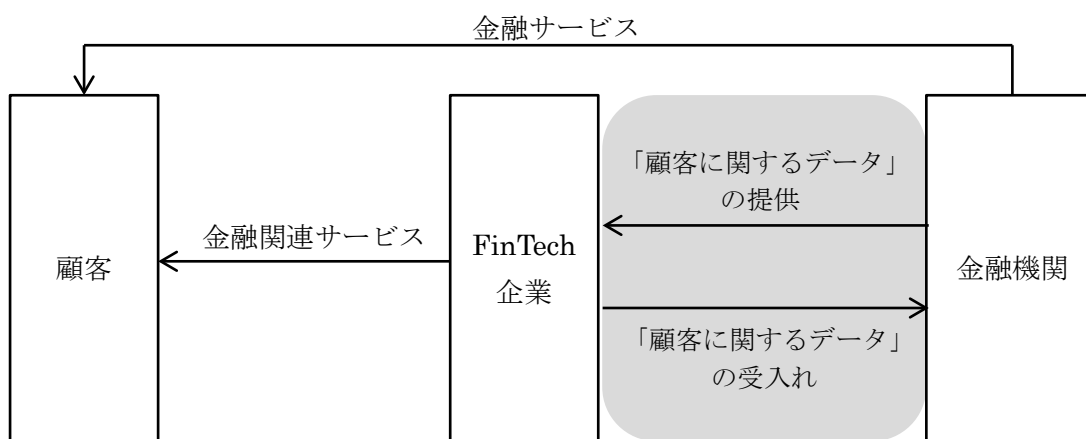 金融サービス
「顧客に関するデータ」
の提供
金融関連サービス
顧客
FinTech
企業
金融機関
「顧客に関するデータ」
の受入れ